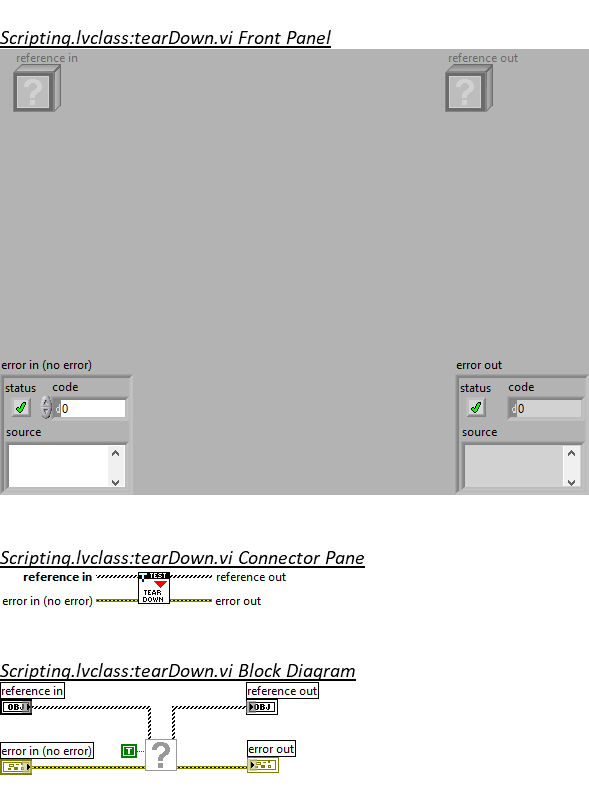 Scripting.lvclass:tearDown.vi Front Panel
reference in reference out
? ?
error in (no error) error out
status code status code
d 0 d 0
source source
Scripting.lvclass:tearDown.vi Connector Pane
reference in TEST reference out
error in (no error) TEAR DOWN error out
Scripting.lvclass:tearDown.vi Block Diagram
reference in reference out
OBJ OBJ
error in (no error) T ? error out